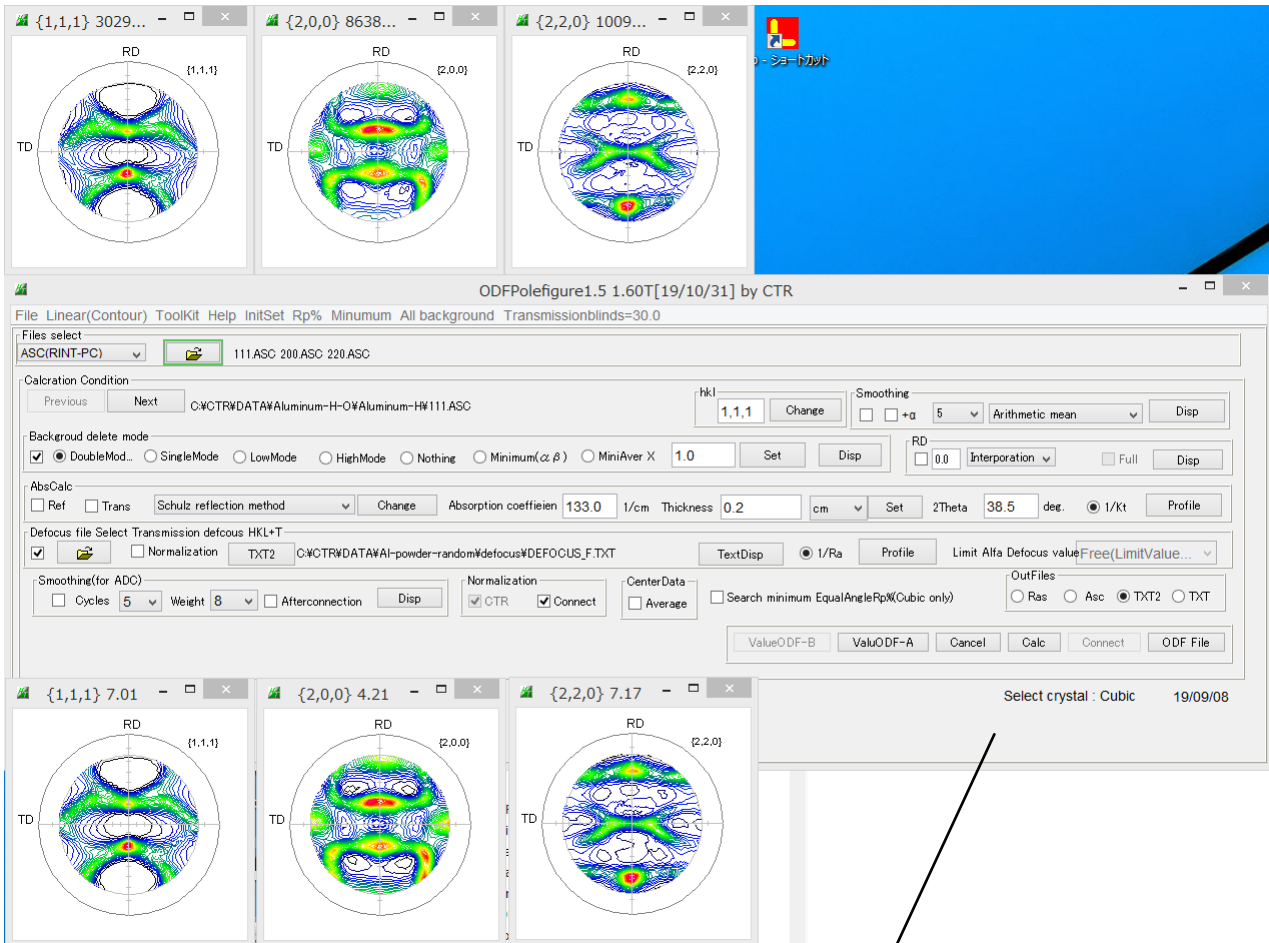 {1,1,1} 3029...
{2,0,0} 8638...
{2,2,0} 1009...
RD
{1,1,1}
TD
RD
{2,0,0}
TD
RD
{2,2,0}
TD
- ショートカット
ODFPolefigure1.5 1.60T[19/10/31] by CTR
File Linear(Contour) ToolKit Help InitSet Rp% Minumum All background Transmissionblinds=30.0
Files select
ASC(RINT-PC) 111.ASC 200.ASC 220.ASC
Calcration Condition
Previous Next C:¥CTR¥DATA¥Aluminum-H-O¥Aluminum-H¥111.ASC
hkl
1,1,1 Change
Smoothing
+α 5 Arithmetic mean Disp
Backgroud delete mode
DoubleMod... SingleMode LowMode HighMode Nothing Minimum(αβ) MiniAver X 1.0 Set Disp
RD
0.0 Interporation Full Disp
AbsCalc
Ref Trans Schulz reflection method Change Absorption coeffieien 133.0 1/cm Thickness 0.2 cm Set 2Theta 38.5 deg. 1/Kt Profile
Defocus file Select Transmission defcous HKL+T
Normalization TXT2 C:¥CTR¥DATA¥Al-powder-random¥defocus¥DEFOCUS_F.TXT TextDisp 1/Ra Profile Limit Alfa Defocus value Free(LimitValue...
Smoothing(for ADC)
Cycles 5 Weight 8 Afterconnection Disp
Normalization
CTR Connect
CenterData
Average
Search minimum EqualAngleRp%(Cubic only)
OutFiles
Ras Asc TXT2 TXT
ValueODF-B ValuODF-A Cancel Calc Connect ODF File
Select crystal : Cubic 19/09/08
{1,1,1} 7.01
{2,0,0} 4.21
{2,2,0} 7.17
RD
{1,1,1}
TD
RD
{2,0,0}
TD
RD
{2,2,0}
TD